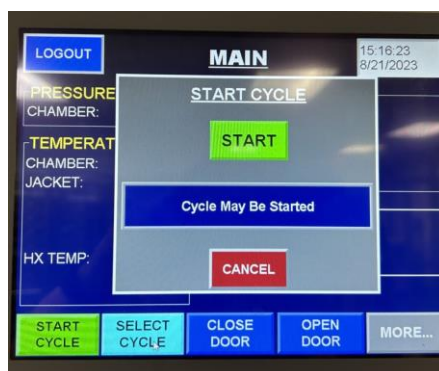 LOGOUT
MAIN
15:16:23
8/21/2023
PRESSURE
CHAMBER:
TEMPERAT
CHAMBER:
JACKET:
HX TEMP:
START CYCLE
START
Cycle May Be Started
CANCEL
START
CYCLE
SELECT
CYCLE
CLOSE
DOOR
OPEN
DOOR
MORE...